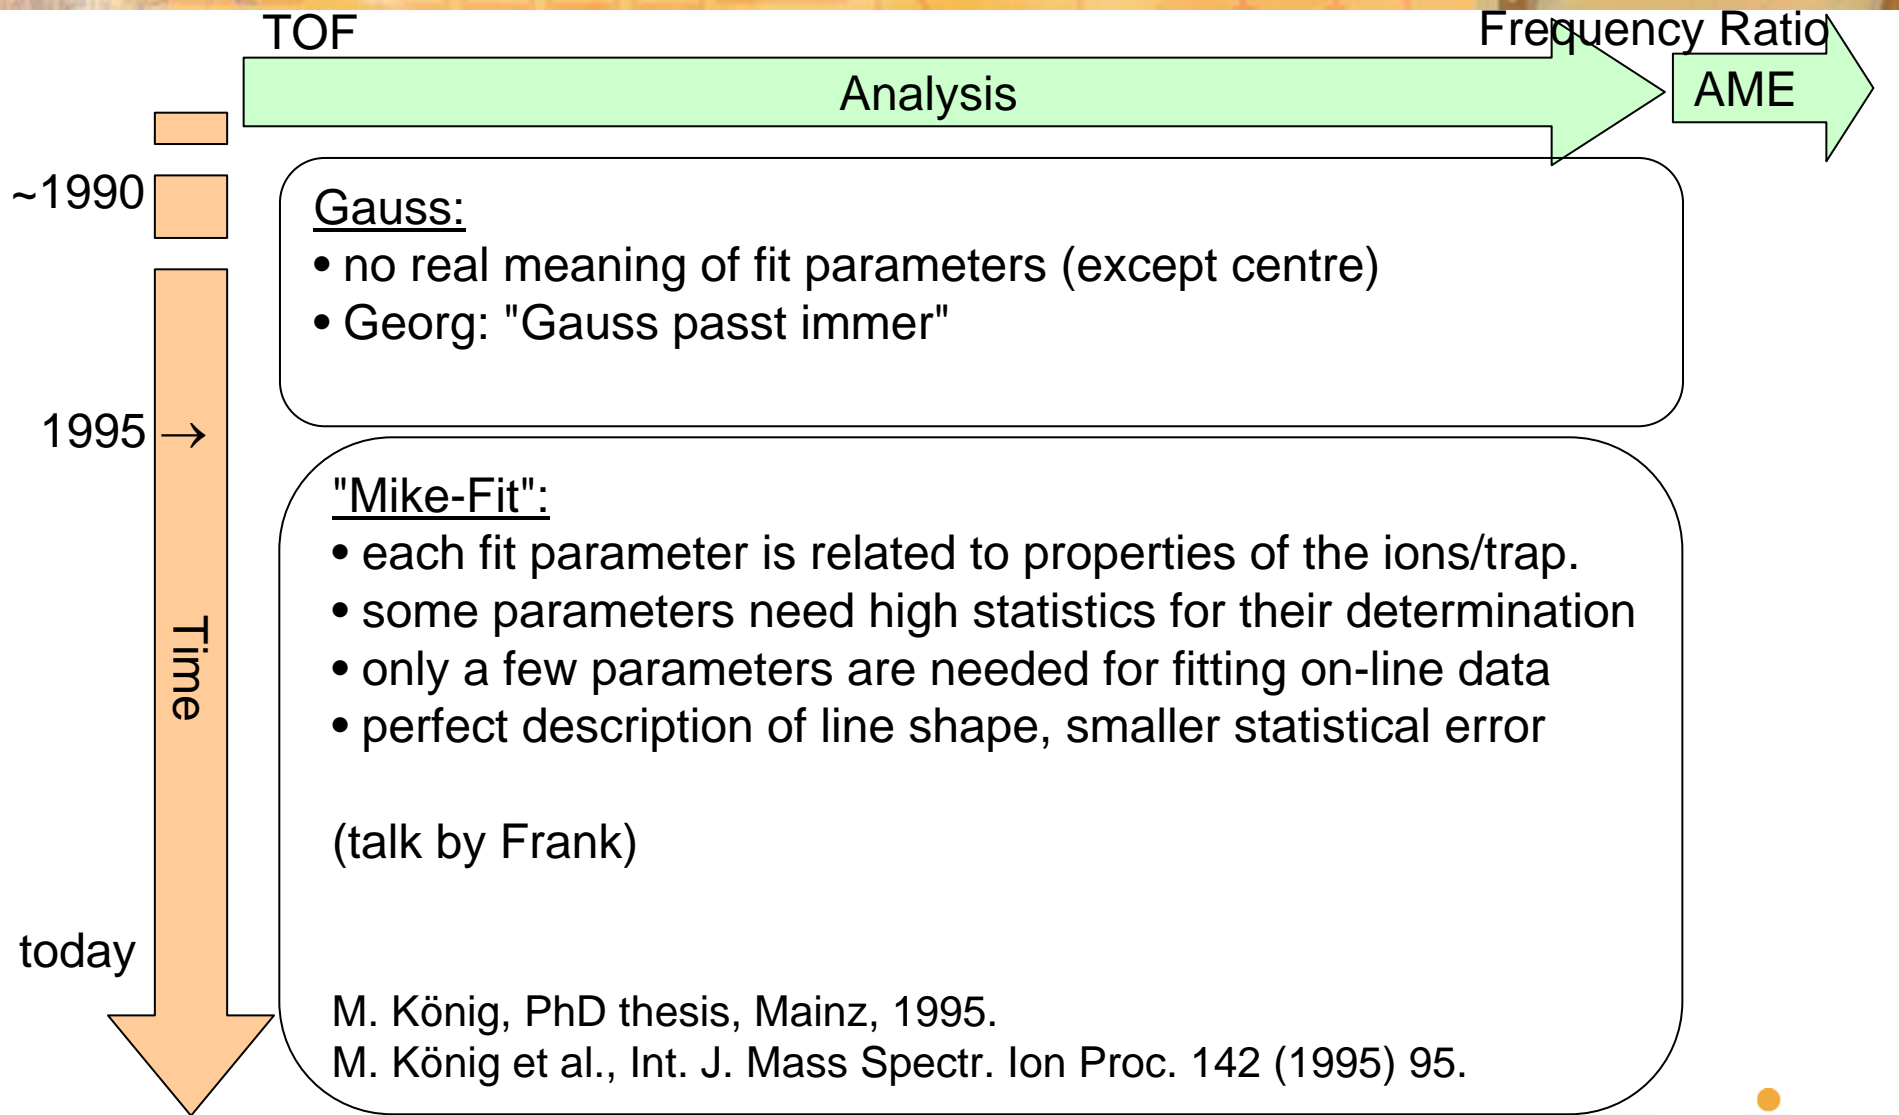 TOF
Frequency Ratio
Analysis
AME
~1990
Gauss:
• no real meaning of fit parameters (except centre)
• Georg: "Gauss passt immer"
1995 →
"Mike-Fit":
• each fit parameter is related to properties of the ions/trap.
• some parameters need high statistics for their determination
• only a few parameters are needed for fitting on-line data
• perfect description of line shape, smaller statistical error
Time
(talk by Frank)
today
M. König, PhD thesis, Mainz, 1995.
M. König et al., Int. J. Mass Spectr. Ion Proc. 142 (1995) 95.